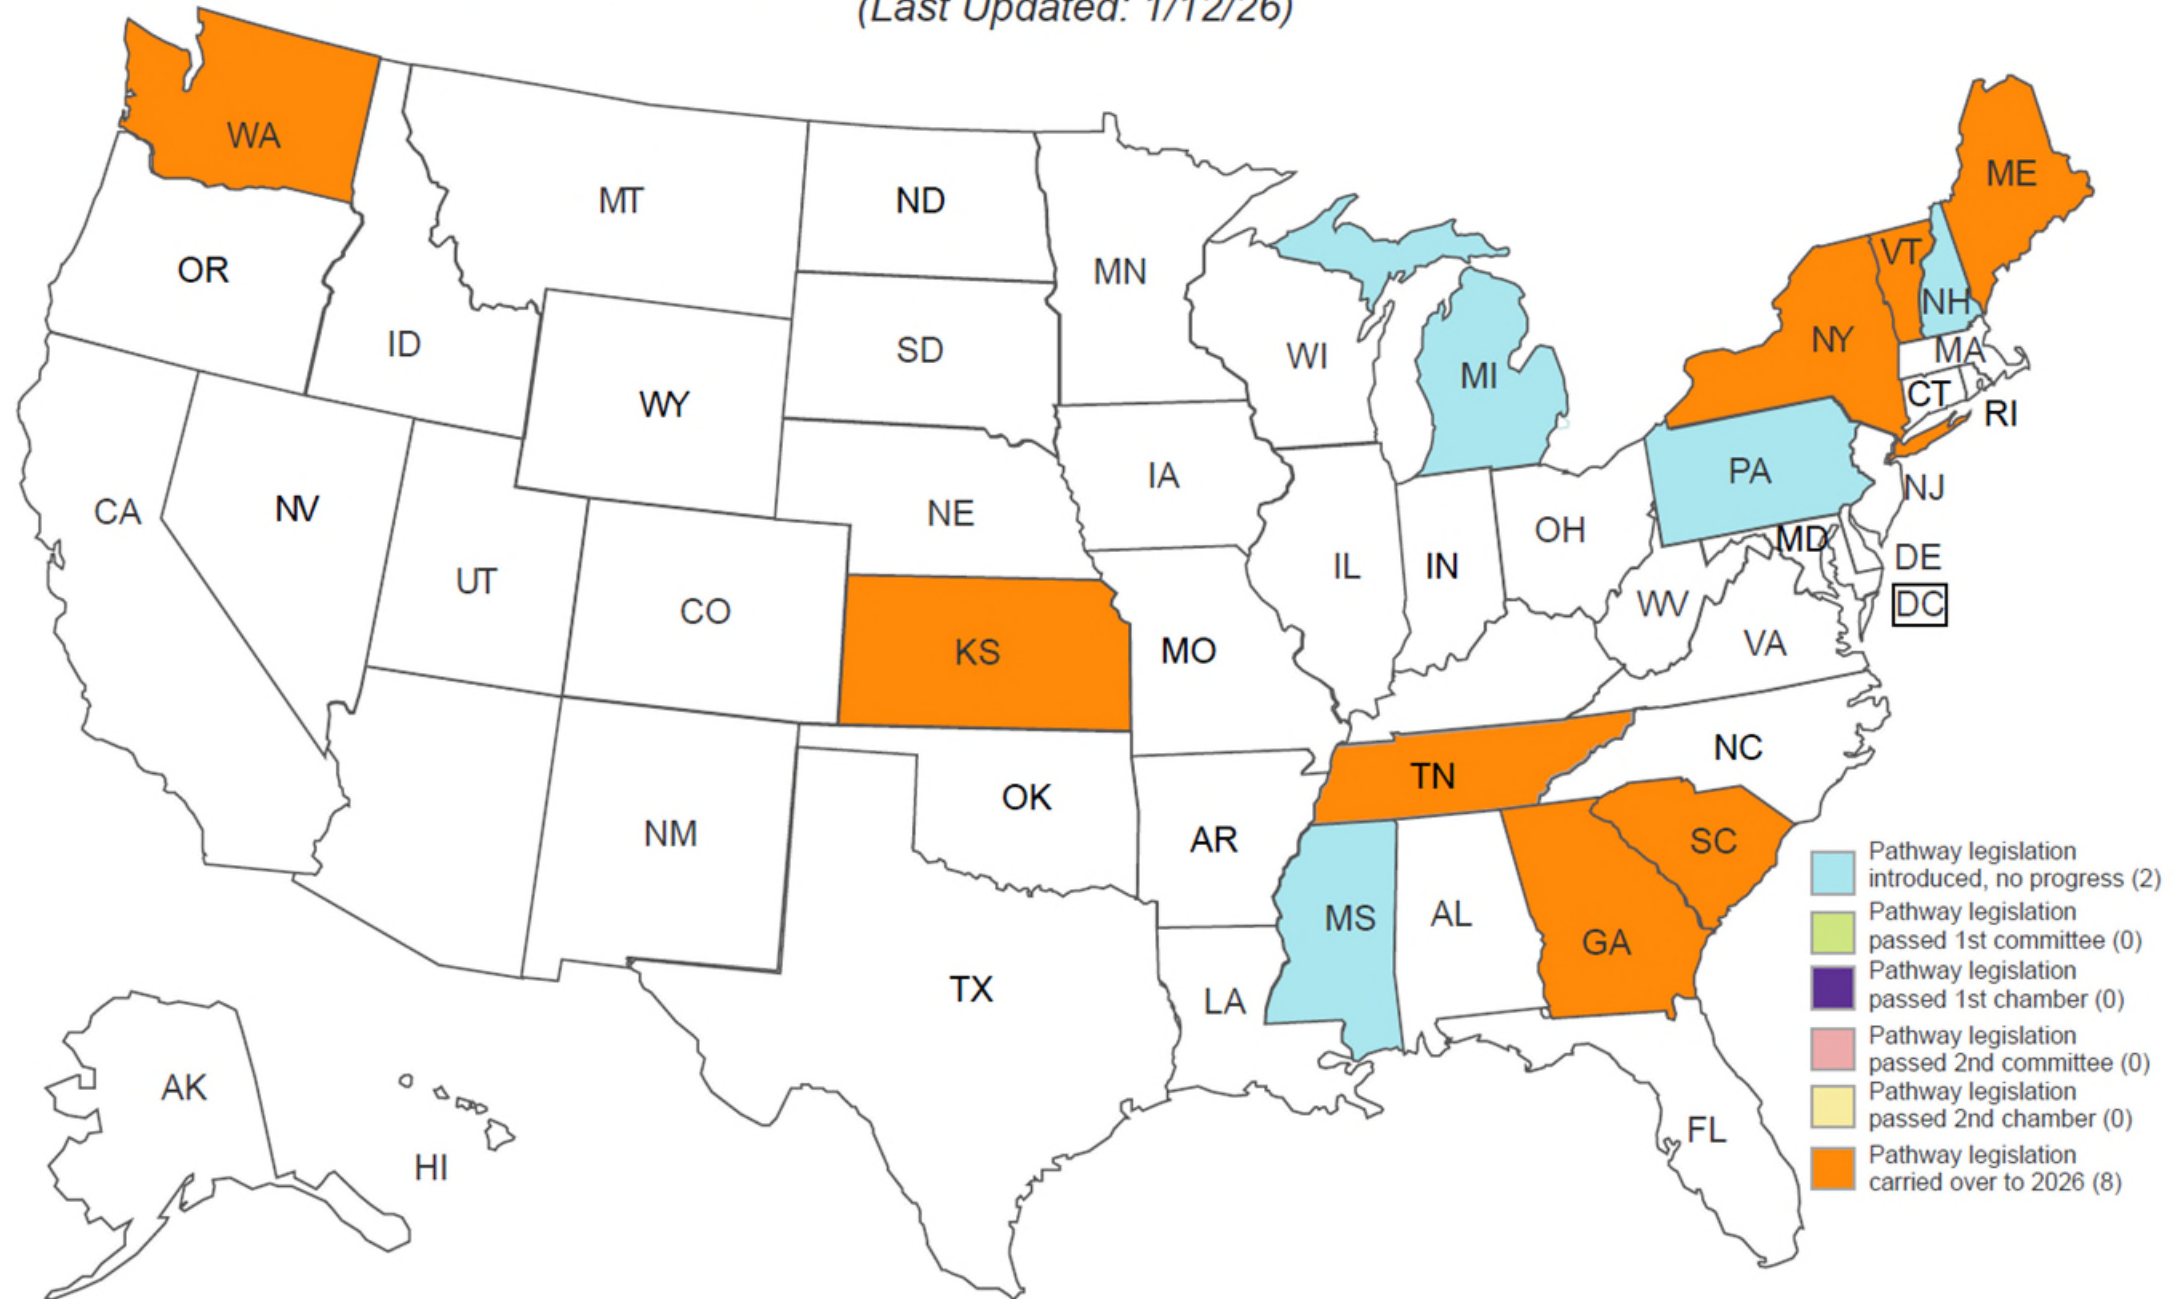 (Last Updated: 1/12/26)
WA
MT
ND
MN
ME
OR
ID
SD
WI
MI
VT
NH
NY
MA
CT
RI
WY
IA
PA
NJ
CA
NV
NE
UT
CO
IL
IN
OH
MD
DE
DC
WV
VA
KS
MO
NC
TN
OK
NM
AR
SC
MS
AL
GA
TX
LA
AK
HI
FL
Pathway legislation
introduced, no progress (2)
Pathway legislation
passed 1st committee (0)
Pathway legislation
passed 1st chamber (0)
Pathway legislation
passed 2nd committee (0)
Pathway legislation
passed 2nd chamber (0)
Pathway legislation
carried over to 2026 (8)